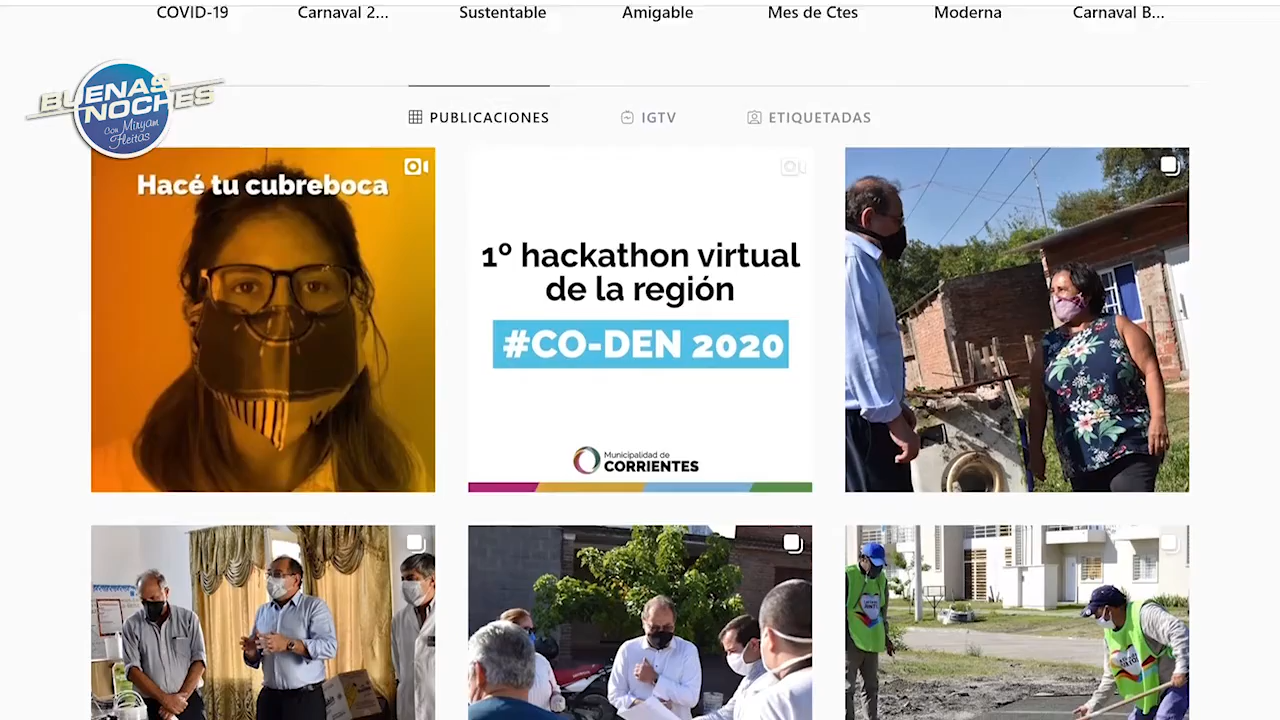 COVID-19
Carnaval 2...
Sustentable
Amigable
Mes de Ctes
Moderna
Carnaval B...
BUENAS
NOCHES
Con Miryam
Fleitas
PUBLICACIONES
IGTV
ETIQUETADAS
Hacé tu cubreboca
1º hackathon virtual
de la región
#CO-DEN 2020
Municipalidad de
CORRIENTES